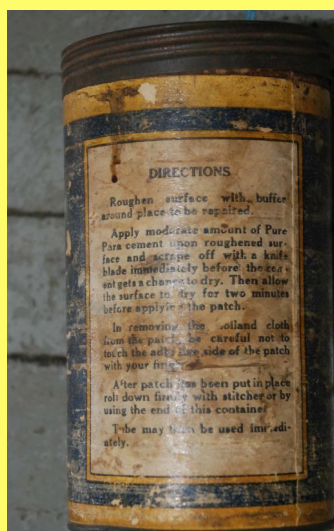 DIRECTIONS
Roughen surface with buffer
around place to be repaired.
Apply moderate amount of Pure
Para cement upon roughened sur-
face and scrape off with a knife
blade immediately before the cem-
ent gets a chance to dry. Then allow
the surface to dry for two minutes
before applying the patch.
In removing the Holland cloth
from the patch, be careful not to
touch the adhesive side of the patch
with your
After patch has been put in place
roll down firmly with stitcher or by
using the end of this container
Tube may then be used immedi-
ately.